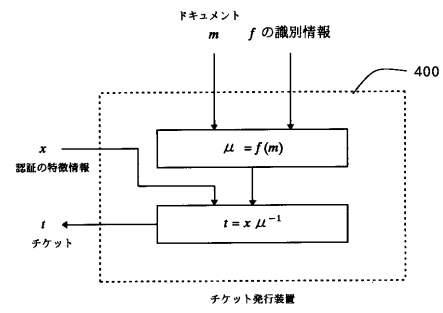 ドキュメント
m f の識別情報
400
μ = f(m)
x
認証の特徴情報
t = x μ⁻¹
t
チケット
チケット発行装置